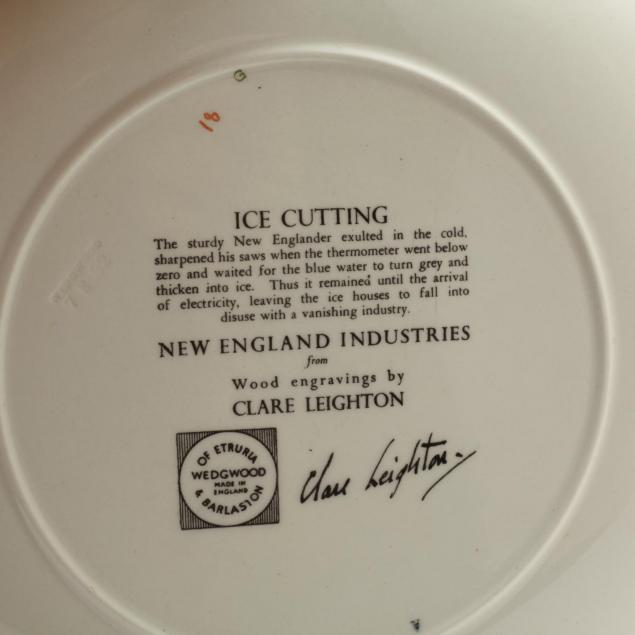 G
18
ICE CUTTING
The sturdy New Englander exulted in the cold,
sharpened his saws when the thermometer went below
zero and waited for the blue water to turn grey and
thicken into ice. Thus it remained until the arrival
of electricity, leaving the ice houses to fall into
disuse with a vanishing industry.
NEW ENGLAND INDUSTRIES
from
Wood engravings by
CLARE LEIGHTON
OF ETRURIA
WEDGWOOD
MADE IN
ENGLAND
& BARLASTON
Clare Leighton